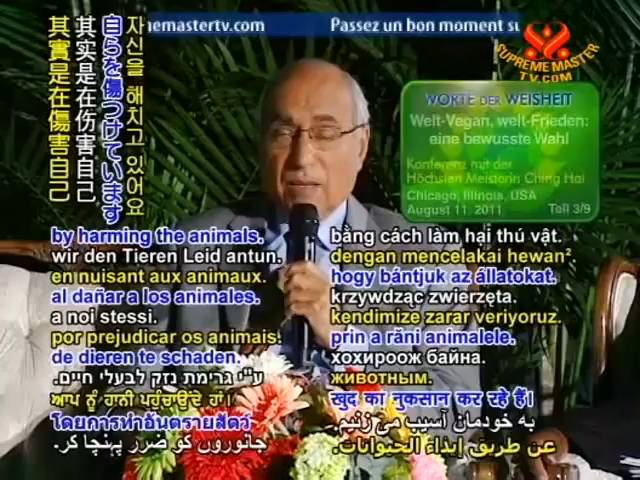 nemastertv.com
Passez un bon moment su
SUPREME MASTER
TV.COM
其實是在傷害自己
其实是在伤害自己
自らを傷つけています
자신을 해치고 있어요
WORTE DER WEISHEIT
Welt-Vegan, welt-Frieden:
eine bewusste Wahl
Konferenz mit der
Höchsten Meisterin Ching Hai
Chicago, Illinois, USA
August 11, 2011
Teil 3/9
by harming the animals.
wir den Tieren Leid antun.
en nuisant aux animaux.
al dañar a los animales.
a noi stessi.
por prejudicar os animais.
de dieren te schaden.
ע"י גרימת נזק לבעלי חיים.
ਆਪ ਨੂੰ ਹਾਨੀ ਪਹੁੰਚਾਉਂਦੇ ਹਾਂ।
โดยการทำอันตรายสัตว์
جانوروں کو ضرر پہنچا کر.
bằng cách làm hại thú vật.
dengan mencelakai hewan².
hogy bántjuk az állatokat.
krzywdząc zwierzęta.
kendimize zarar veriyoruz.
prin a răni animalele.
хохироож байна.
животным.
खुद का नुकसान कर रहे हैं।
به خودمان آسیب می زنیم.
عن طريق إيذاء الحيوانات.